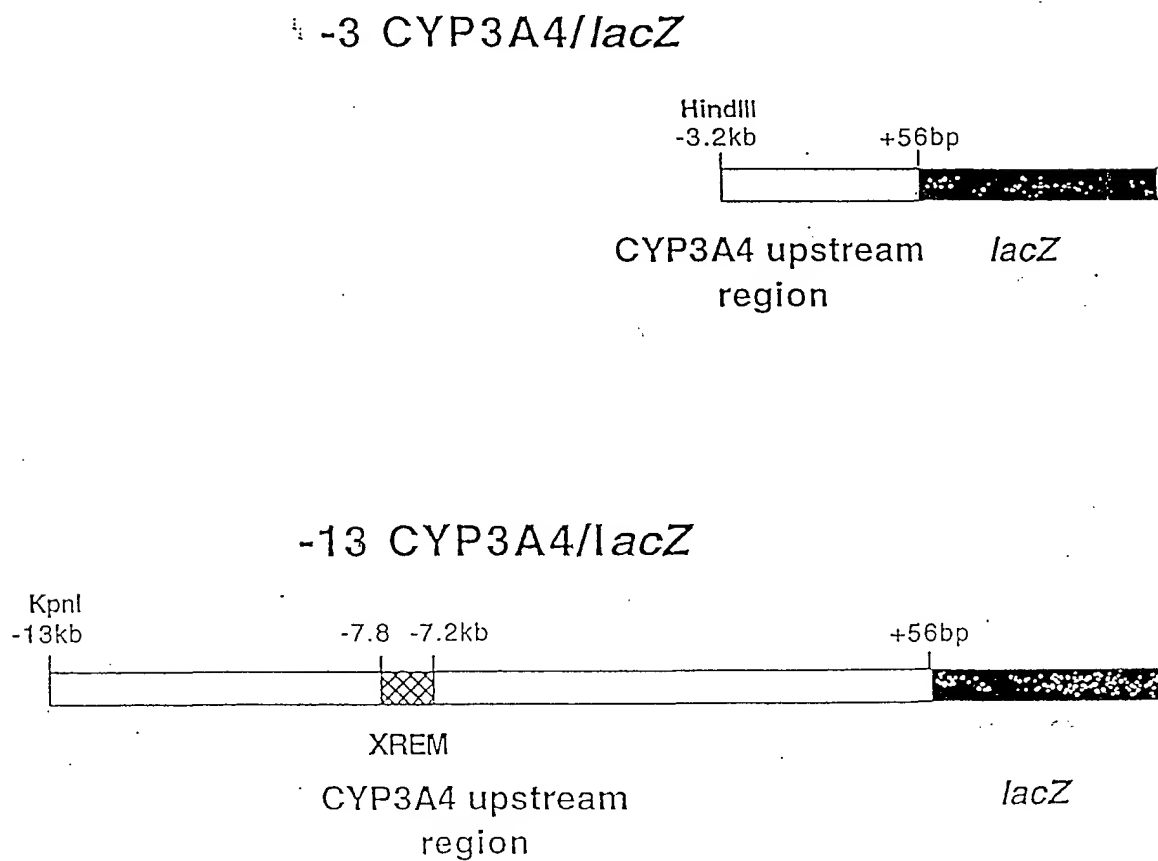 -3 CYP3A4/lacZ
HindIII
-3.2kb +56bp
CYP3A4 upstream lacZ
region
-13 CYP3A4/lacZ
KpnI
-13kb -7.8 -7.2kb +56bp
XREM
CYP3A4 upstream lacZ
region